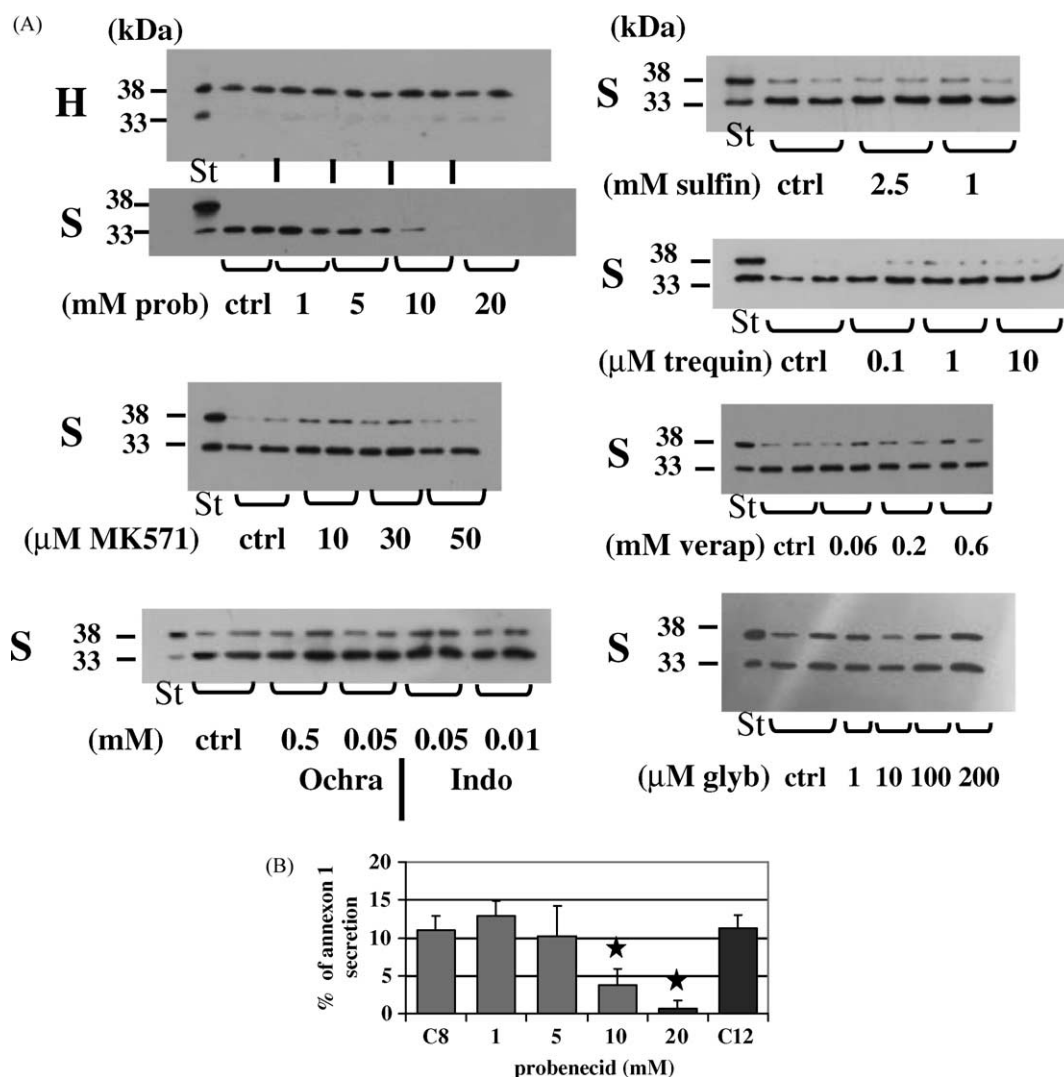 (A)
(kDa)
H
38
33
St
S
38
33
(mM prob) ctrl 1 5 10 20
S
38
33
St
(µM MK571) ctrl 10 30 50
S
38
33
St
(mM) ctrl 0.5 0.05 0.05 0.01
Ochra Indo
(kDa)
S
38
33
St
(mM sulfin) ctrl 2.5 1
S
38
33
St
(µM trequin) ctrl 0.1 1 10
S
38
33
St
(mM verap) ctrl 0.06 0.2 0.6
S
38
33
St
(µM glyb) ctrl 1 10 100 200
(B)
% of annexon 1
secretion
20
15
10
5
0
C8 1 5 10 20 C12
probenecid (mM)